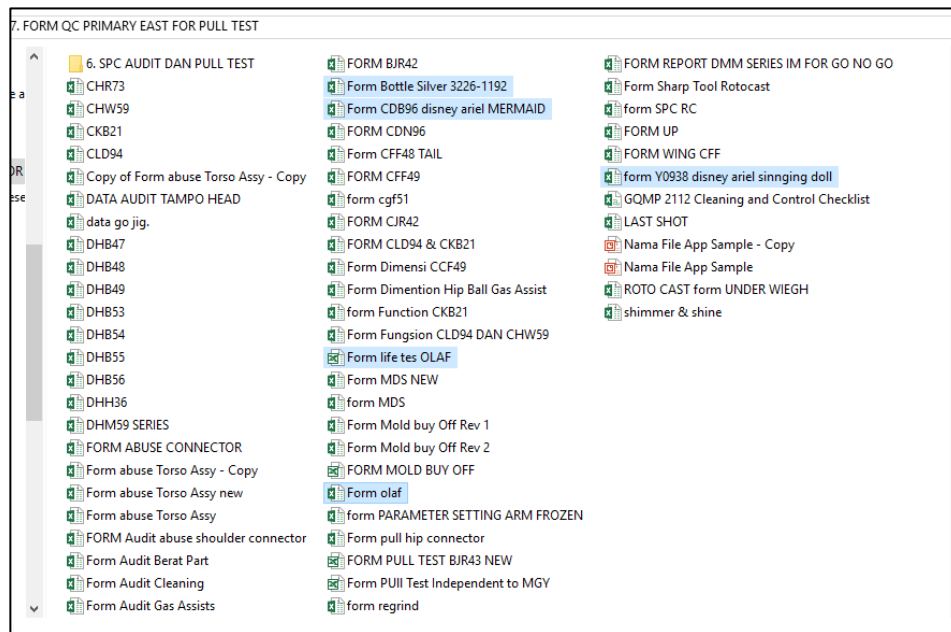 7. FORM QC PRIMARY EAST FOR PULL TEST
e a
OR
ese
6. SPC AUDIT DAN PULL TEST
CHR73
CHW59
CKB21
CLD94
Copy of Form abuse Torso Assy - Copy
DATA AUDIT TAMPO HEAD
data go jig.
DHB47
DHB48
DHB49
DHB53
DHB54
DHB55
DHB56
DHH36
DHM59 SERIES
FORM ABUSE CONNECTOR
Form abuse Torso Assy - Copy
Form abuse Torso Assy new
Form abuse Torso Assy
FORM Audit abuse shoulder connector
Form Audit Berat Part
Form Audit Cleaning
Form Audit Gas Assists
FORM BJR42
Form Bottle Silver 3226-1192
Form CDB96 disney ariel MERMAID
FORM CDN96
Form CFF48 TAIL
FORM CFF49
form cgf51
FORM CJR42
FORM CLD94 & CKB21
Form Dimensi CCF49
Form Dimention Hip Ball Gas Assist
form Function CKB21
Form Fungsion CLD94 DAN CHW59
Form life tes OLAF
Form MDS NEW
form MDS
Form Mold buy Off Rev 1
Form Mold buy Off Rev 2
FORM MOLD BUY OFF
Form olaf
form PARAMETER SETTING ARM FROZEN
Form pull hip connector
FORM PULL TEST BJR43 NEW
Form PUll Test Independent to MGY
form regrind
FORM REPORT DMM SERIES IM FOR GO NO GO
Form Sharp Tool Rotocast
form SPC RC
FORM UP
FORM WING CFF
form Y0938 disney ariel sinnging doll
GQMP 2112 Cleaning and Control Checklist
LAST SHOT
Nama File App Sample - Copy
Nama File App Sample
ROTO CAST form UNDER WIEGH
shimmer & shine